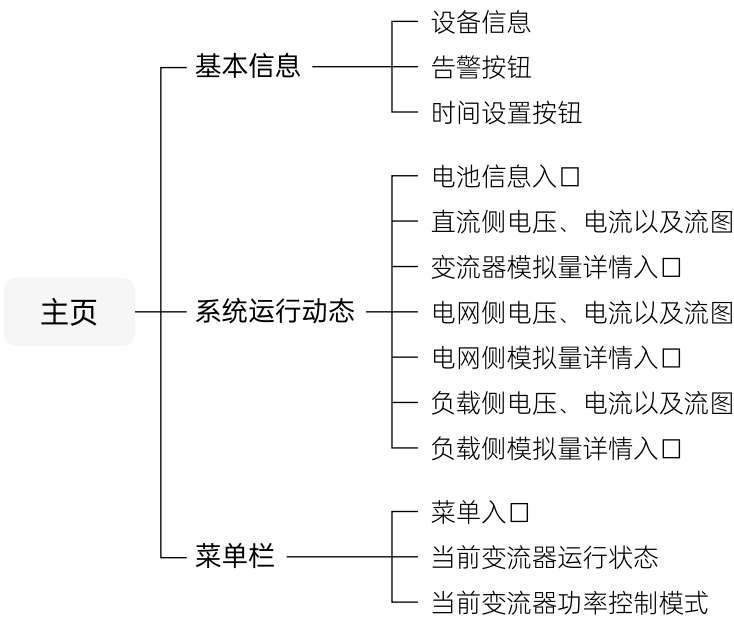 主页
基本信息
设备信息
告警按钮
时间设置按钮
系统运行动态
电池信息入口
直流侧电压、电流以及流图
变流器模拟量详情入口
电网侧电压、电流以及流图
电网侧模拟量详情入口
负载侧电压、电流以及流图
负载侧模拟量详情入口
菜单栏
菜单入口
当前变流器运行状态
当前变流器功率控制模式